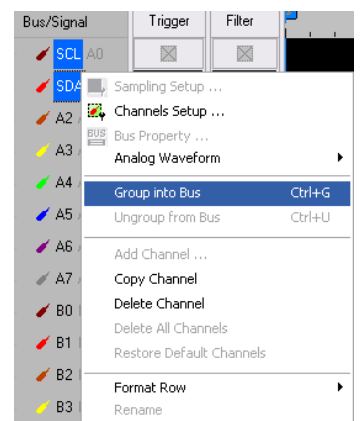 Bus/Signal Trigger Filter
SCL A0
SDA
Sampling Setup ...
A2 Channels Setup ...
BUS Bus Property ...
A3 Analog Waveform
A4 Group into Bus Ctrl+G
A5 Ungroup from Bus Ctrl+U
A6 Add Channel ...
A7 Copy Channel
B0 Delete Channel
B1 Delete All Channels
Restore Default Channels
B2 Format Row
B3 Rename